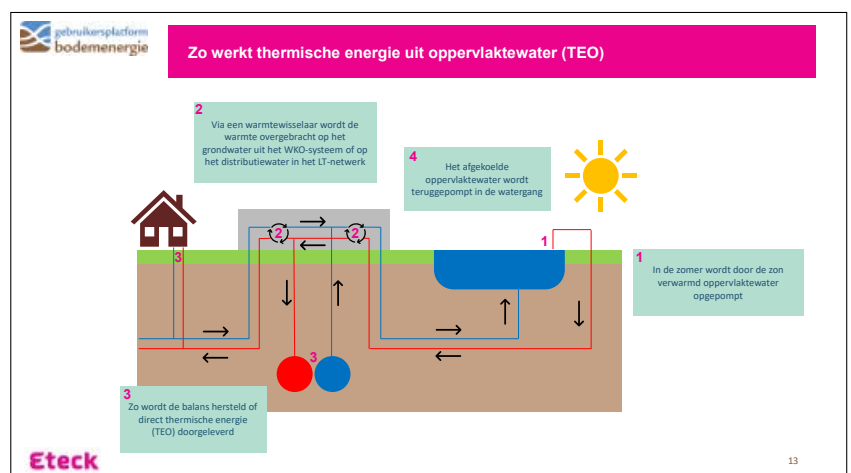 gebruikersplatform
bodemenergie
Zo werkt thermische energie uit oppervlaktewater (TEO)
2
Via een warmtewisselaar wordt de
warmte overgebracht op het
grondwater uit het WKO-systeem of op
het distributiewater in het LT-netwerk
4
Het afgekoelde
oppervlaktewater wordt
teruggepompt in de watergang
2
2
1
3
1
In de zomer wordt door de zon
verwarmd oppervlaktewater
opgepompt
3
3
Zo wordt de balans hersteld of
direct thermische energie
(TEO) doorgeleverd
Eteck
13